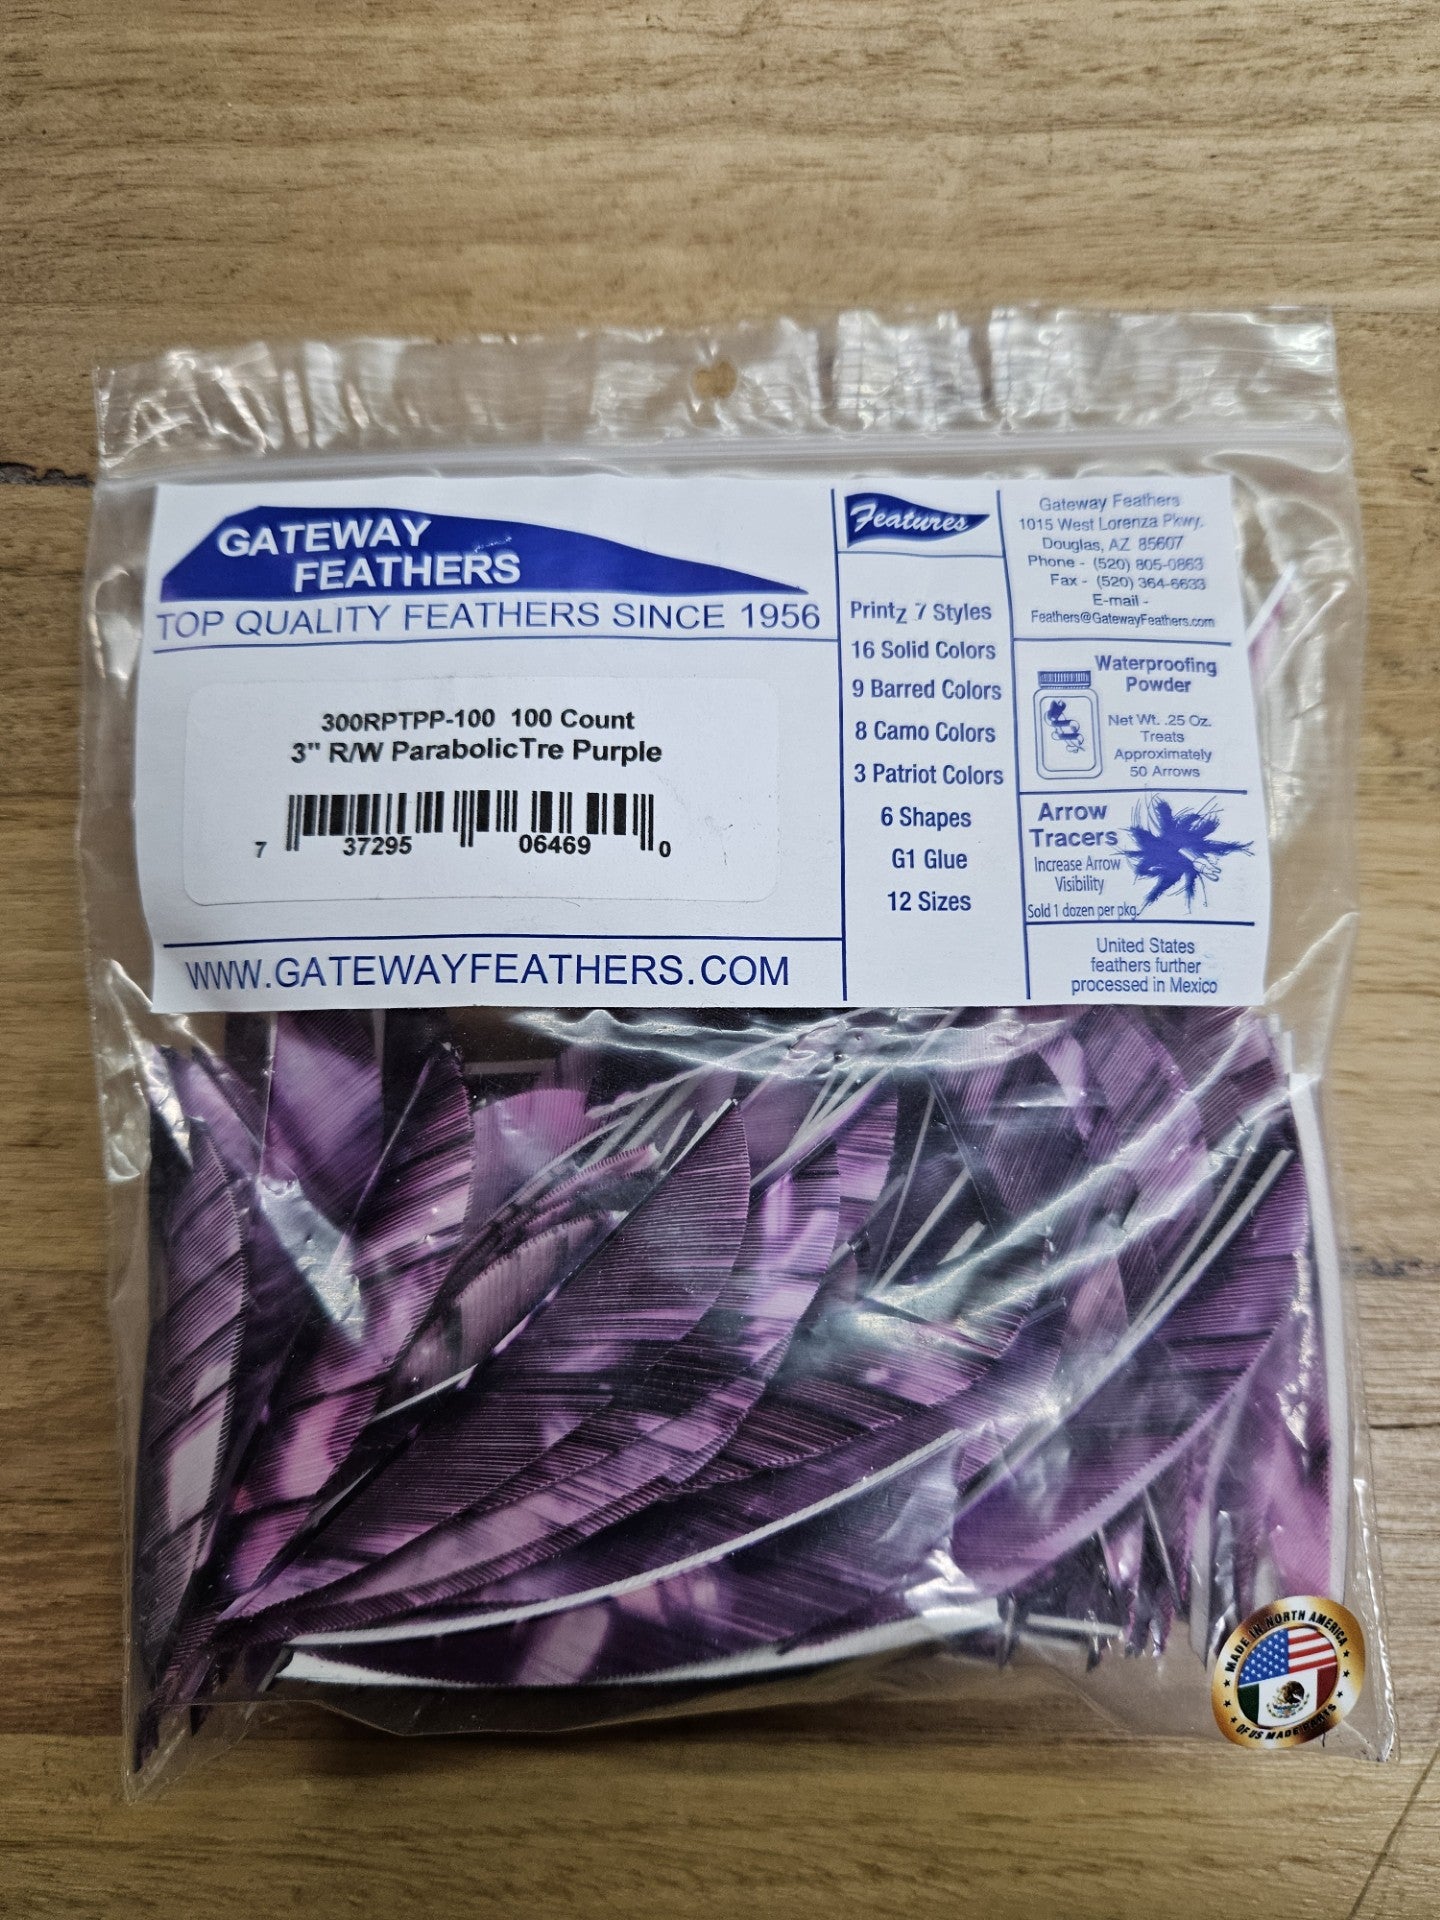 GATEWAY
FEATHERS
TOP QUALITY FEATHERS SINCE 1956
300RPTPP-100 100 Count
3" R/W ParabolicTre Purple
7 37295 06469 0
WWW.GATEWAYFEATHERS.COM
Features
Printz 7 Styles
16 Solid Colors
9 Barred Colors
8 Camo Colors
3 Patriot Colors
6 Shapes
G1 Glue
12 Sizes
Gateway Feathers
1015 West Lorenza Pkwy.
Douglas, AZ 85607
Phone - (520) 805-0863
Fax - (520) 364-6633
E-mail -
Feathers@GatewayFeathers.com
Waterproofing
Powder
Net Wt. .25 Oz.
Treats
Approximately
50 Arrows
Arrow
Tracers
Increase Arrow
Visibility
Sold 1 dozen per pkg.
United States
feathers further
processed in Mexico
MADE IN NORTH AMERICA
OF US MADE PARTS